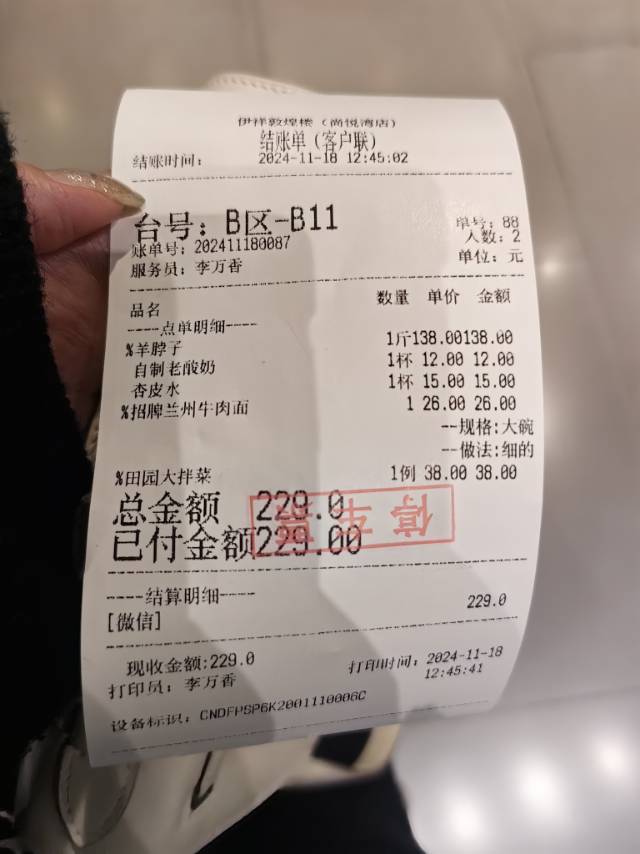 伊祥敦煌楼（尚悦湾店）
结账单（客户联）
结账时间： 2024-11-18 12:45:02
台号：B区-B11 单号：88
账单号：202411180087 人数：2
服务员：李万香 单位：元
品名 数量 单价 金额
----点单明细----
%羊脖子 1斤138.00138.00
自制老酸奶 1杯 12.00 12.00
杏皮水 1杯 15.00 15.00
%招牌兰州牛肉面 1 26.00 26.00
--规格:大碗
--做法:细的
%田园大拌菜 1例 38.00 38.00
总金额 229.0
已付金额229.00
停车票
----结算明细----
[微信] 229.0
现收金额:229.0 打印时间：2024-11-18
打印员：李万香 12:45:41
设备标识：CNDFPSP6K2001110006C